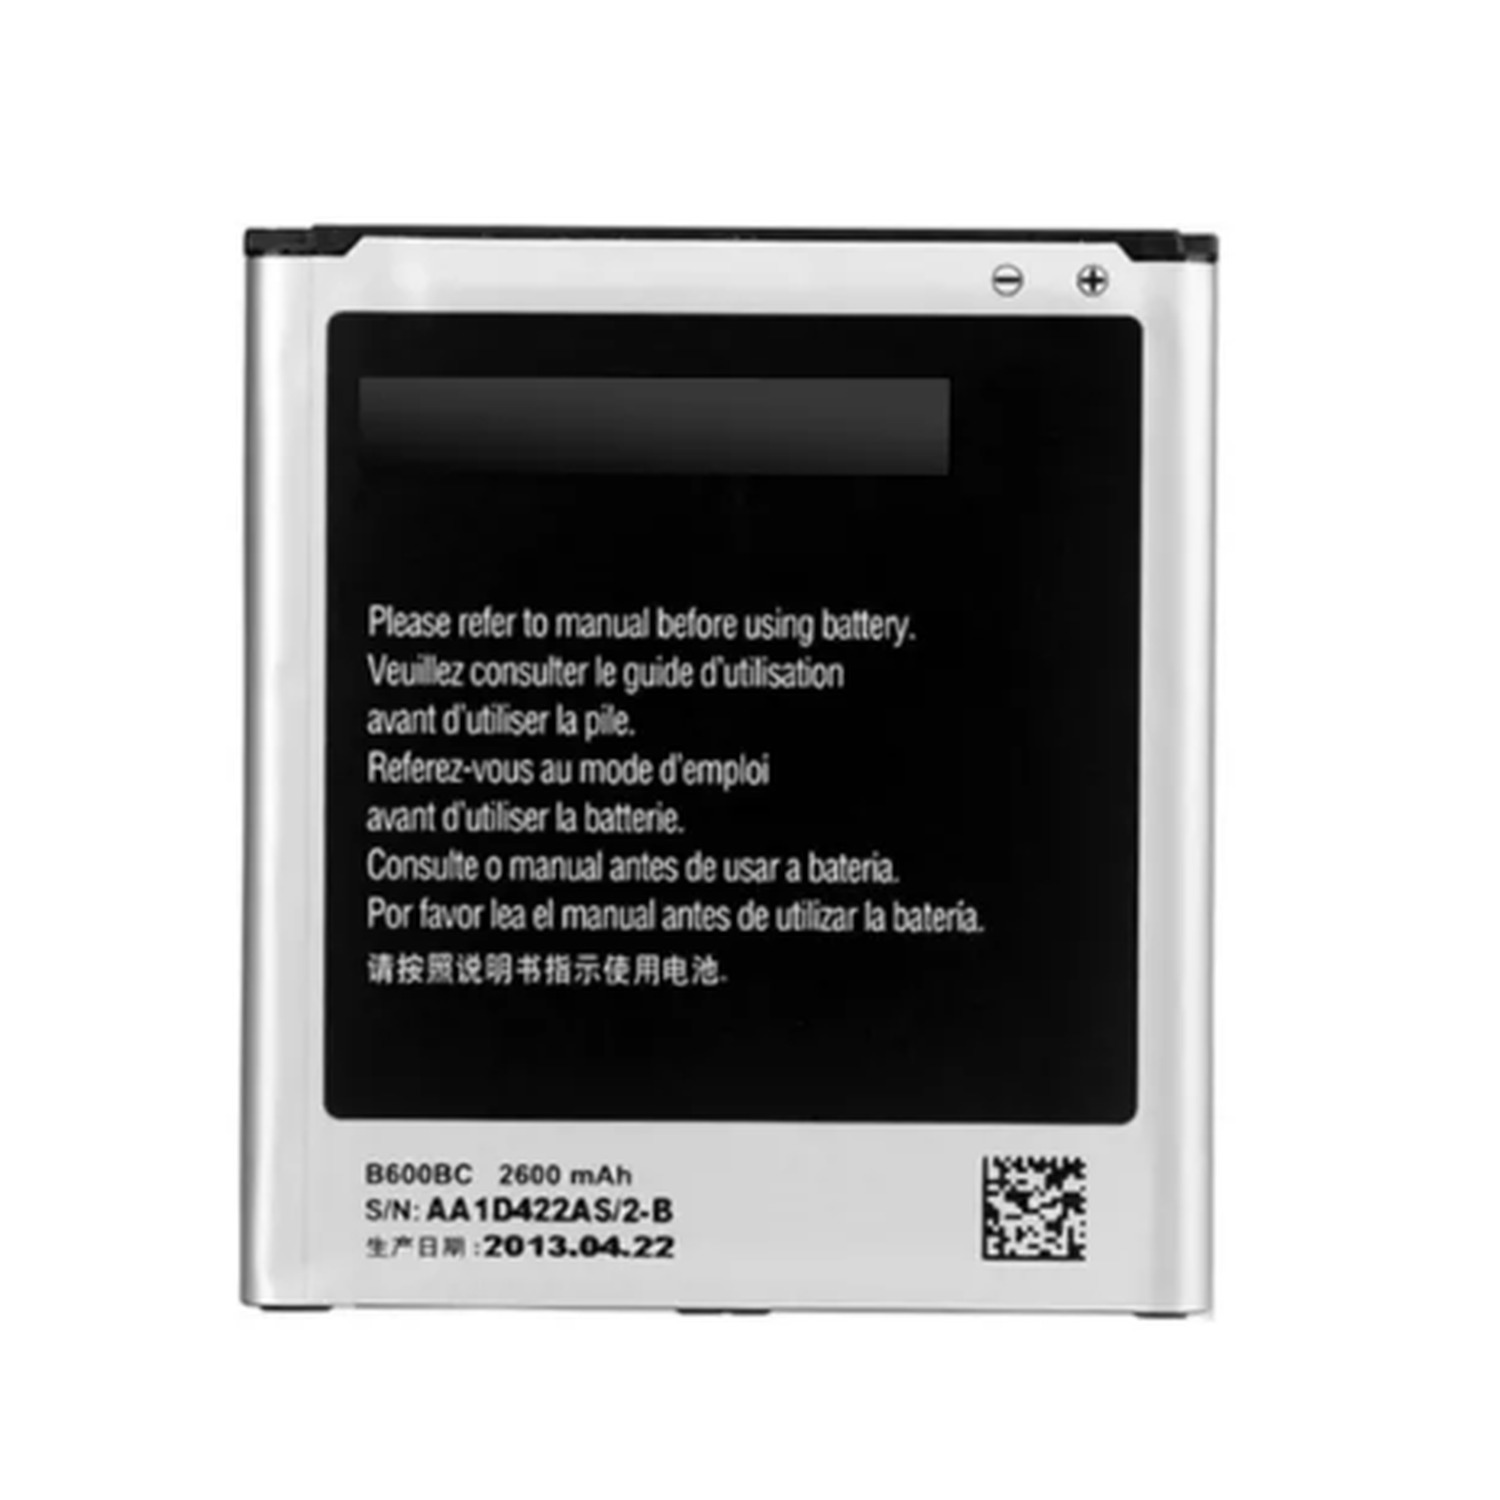 Please refer to manual before using battery.
Veuillez consulter le guide d'utilisation
avant d'utiliser la pile.
Referez-vous au mode d'emploi
avant d'utiliser la batterie.
Consulte o manual antes de usar a bateria.
Por favor lea el manual antes de utilizar la batería.
请按照说明书指示使用电池.
B600BC 2600 mAh
S/N: AA1D422AS/2-B
生产日期:2013.04.22